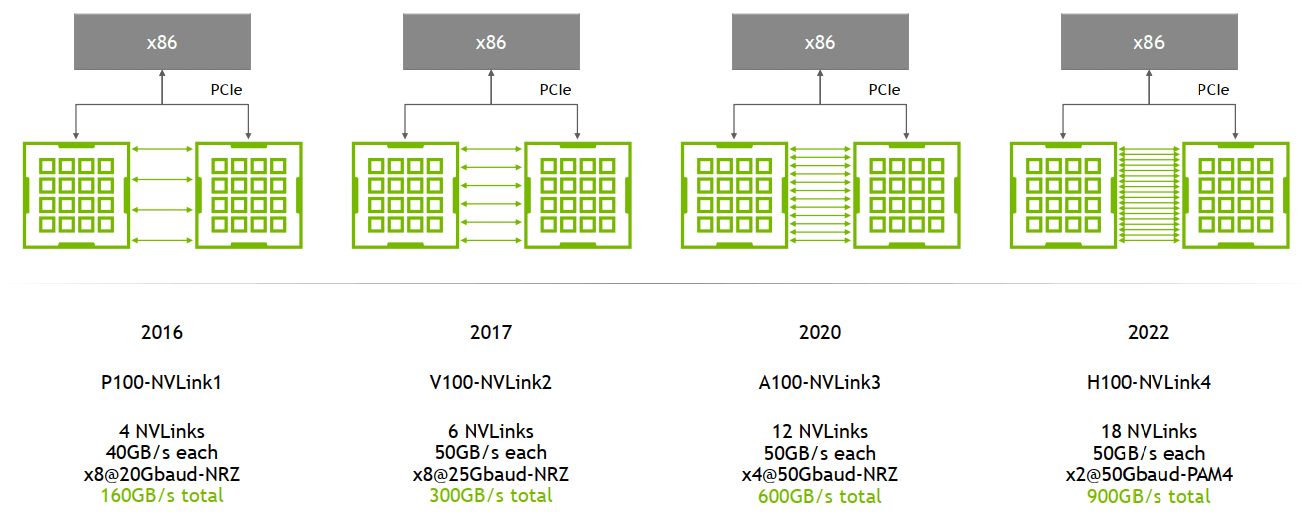 x86
PCIe
x86
PCIe
x86
PCIe
x86
PCIe
2016
P100-NVLink1
4 NVLinks
40GB/s each
x8@20Gbaud-NRZ
160GB/s total
2017
V100-NVLink2
6 NVLinks
50GB/s each
x8@25Gbaud-NRZ
300GB/s total
2020
A100-NVLink3
12 NVLinks
50GB/s each
x4@50Gbaud-NRZ
600GB/s total
2022
H100-NVLink4
18 NVLinks
50GB/s each
x2@50Gbaud-PAM4
900GB/s total